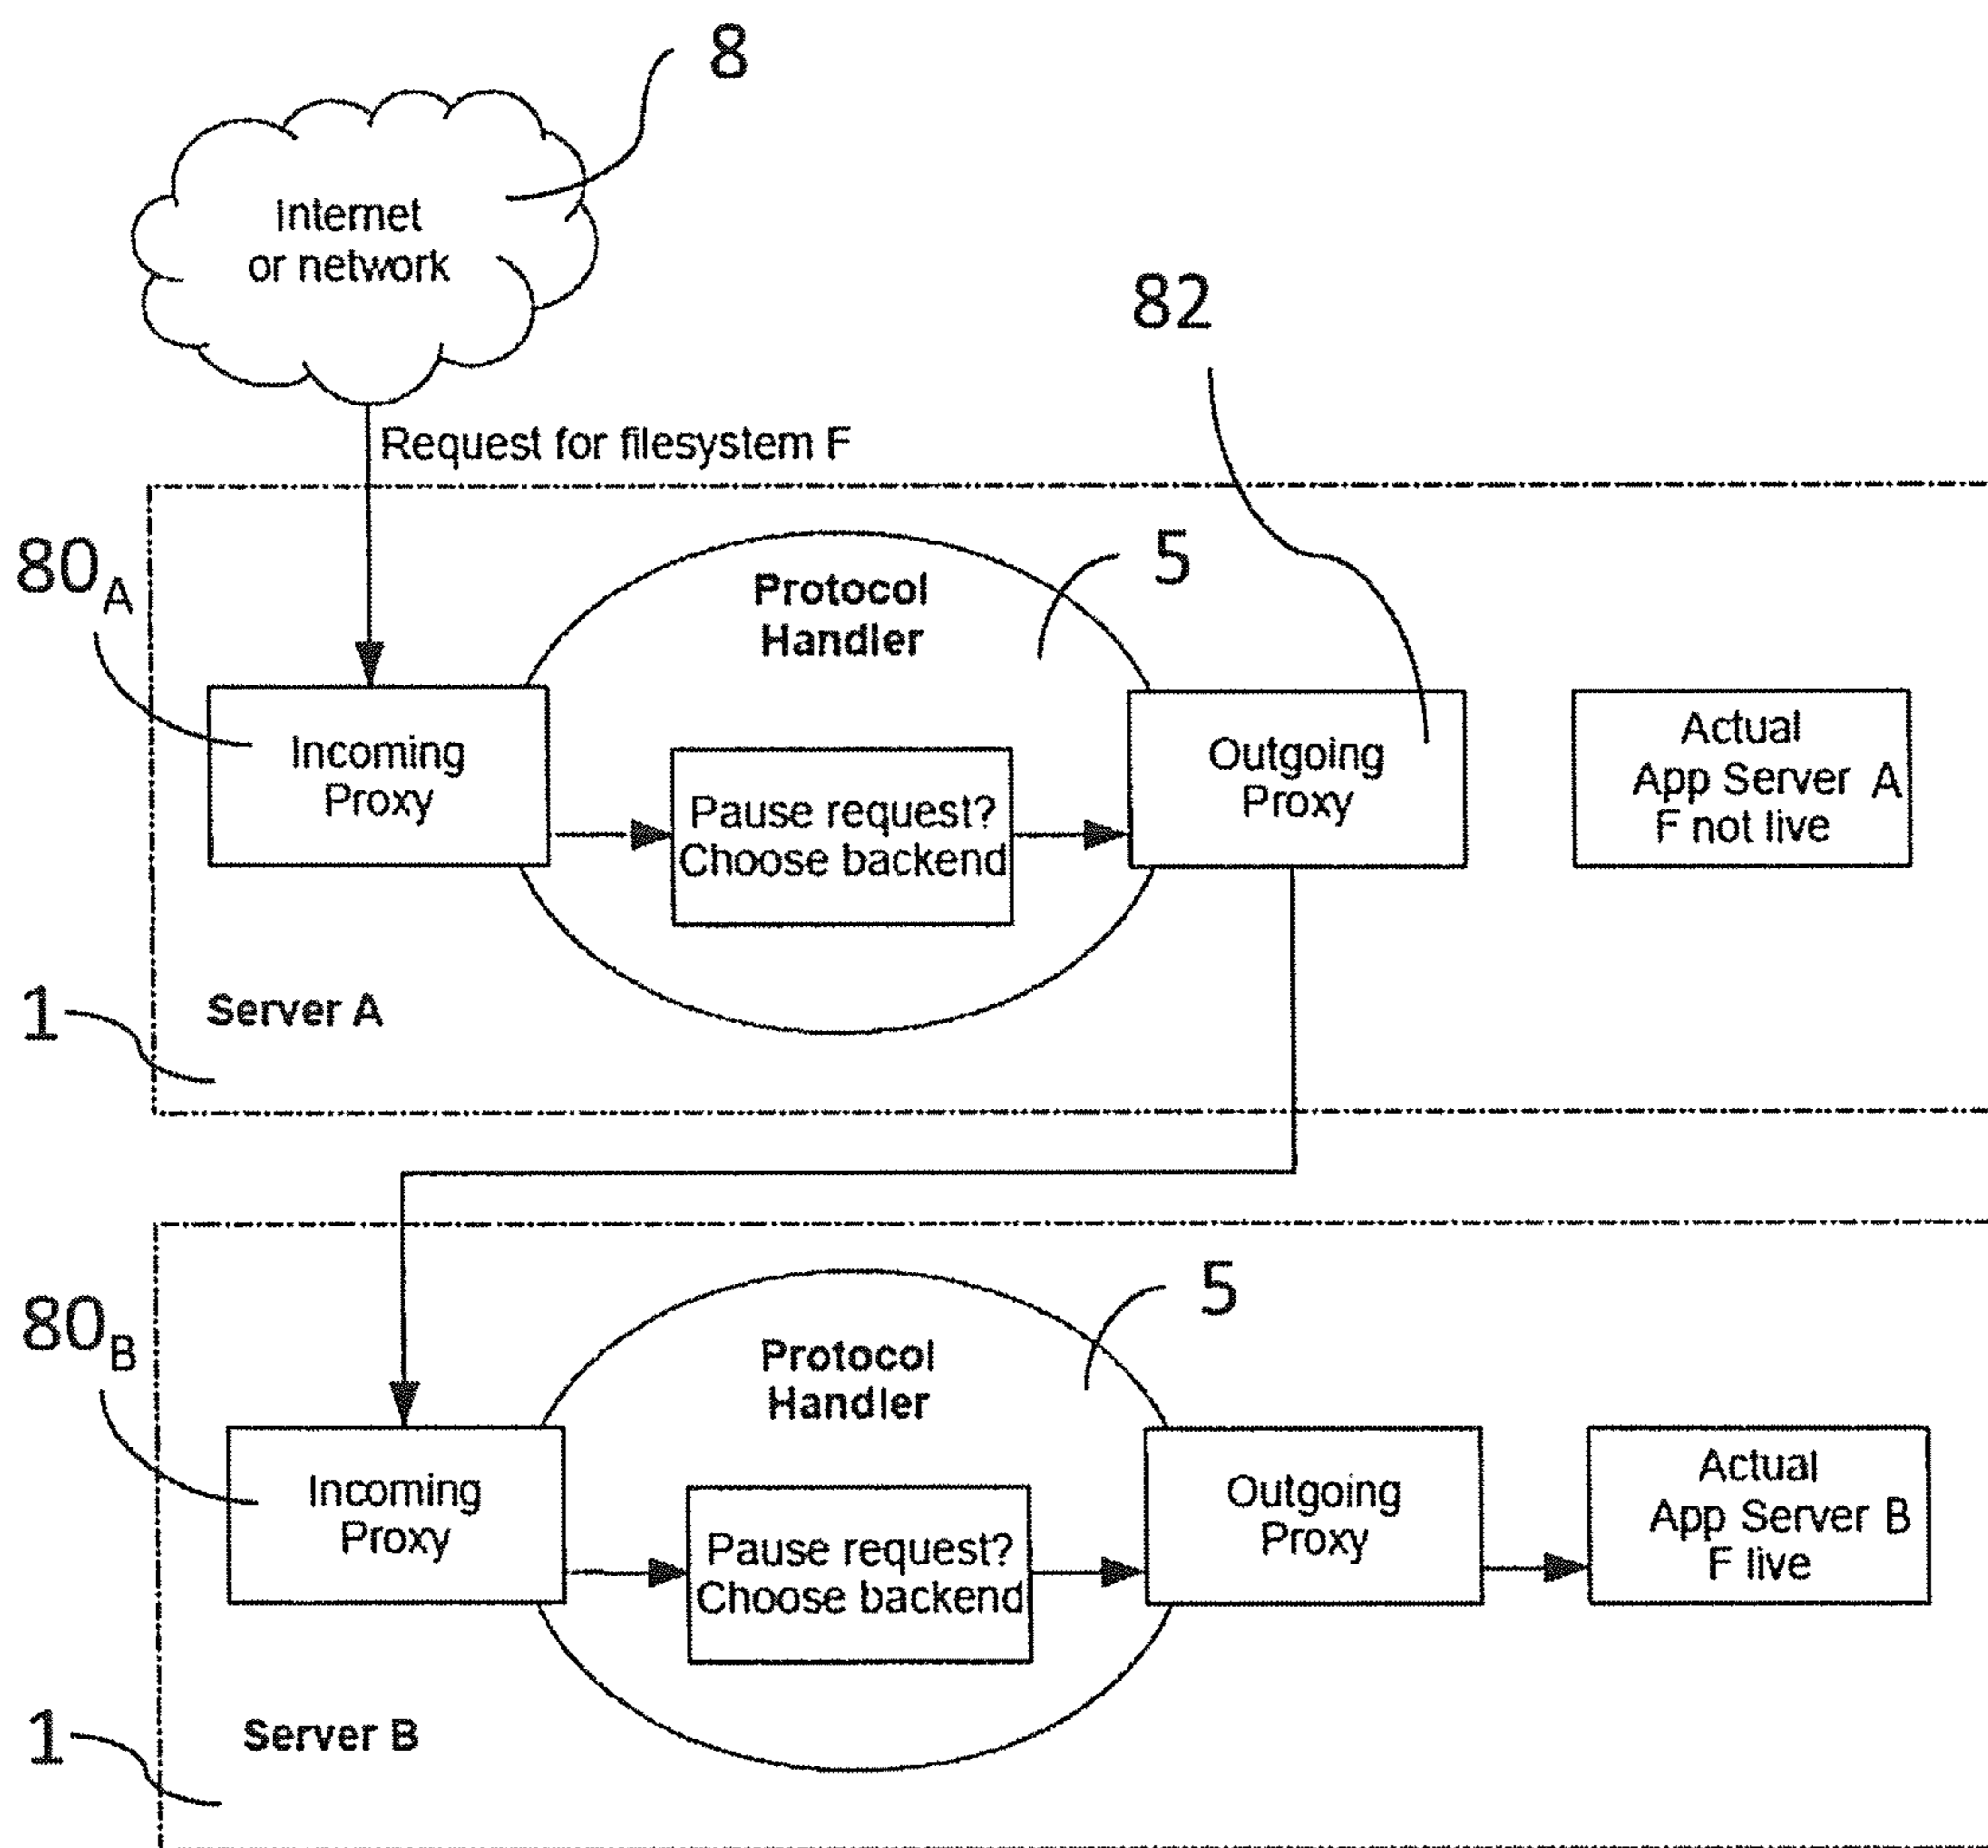 8
Internet
or network
82
Request for filesystem F
80A
5
Protocol
Handler
Incoming
Proxy
Pause request?
Choose backend
Outgoing
Proxy
Actual
App Server A
F not live
1
Server A
80B
5
Protocol
Handler
Incoming
Proxy
Pause request?
Choose backend
Outgoing
Proxy
Actual
App Server B
F live
1
Server B